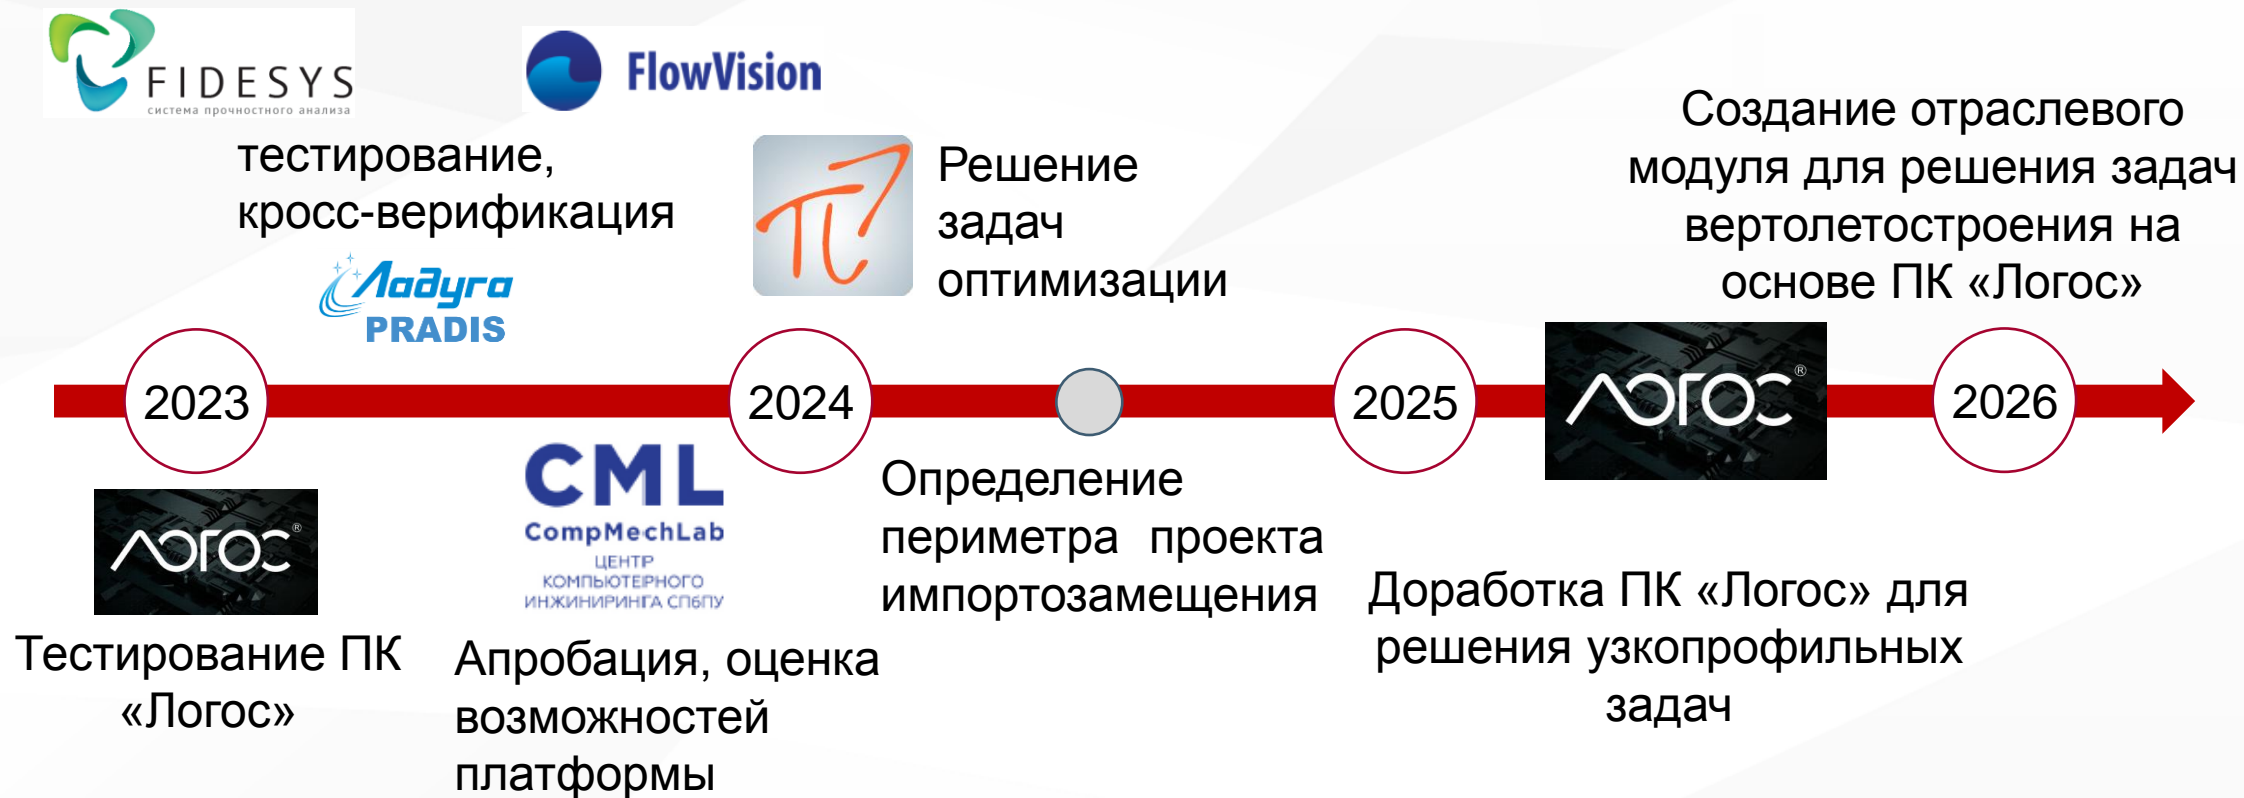 FIDESYS
система прочностного анализа
FlowVision
тестирование,
кросс-верификация
Ладуга
PRADIS
Решение
задач
оптимизации
Создание отраслевого
модуля для решения задач
вертолетостроения на
основе ПК «Логос»
2023
2024
2025
ЛОГОС®
2026
ЛОГОС®
Тестирование ПК
«Логос»
CML
CompMechLab
ЦЕНТР
КОМПЬЮТЕРНОГО
ИНЖИНИРИНГА СПбПУ
Апробация, оценка
возможностей
платформы
Определение
периметра проекта
импортозамещения
Доработка ПК «Логос» для
решения узкопрофильных
задач